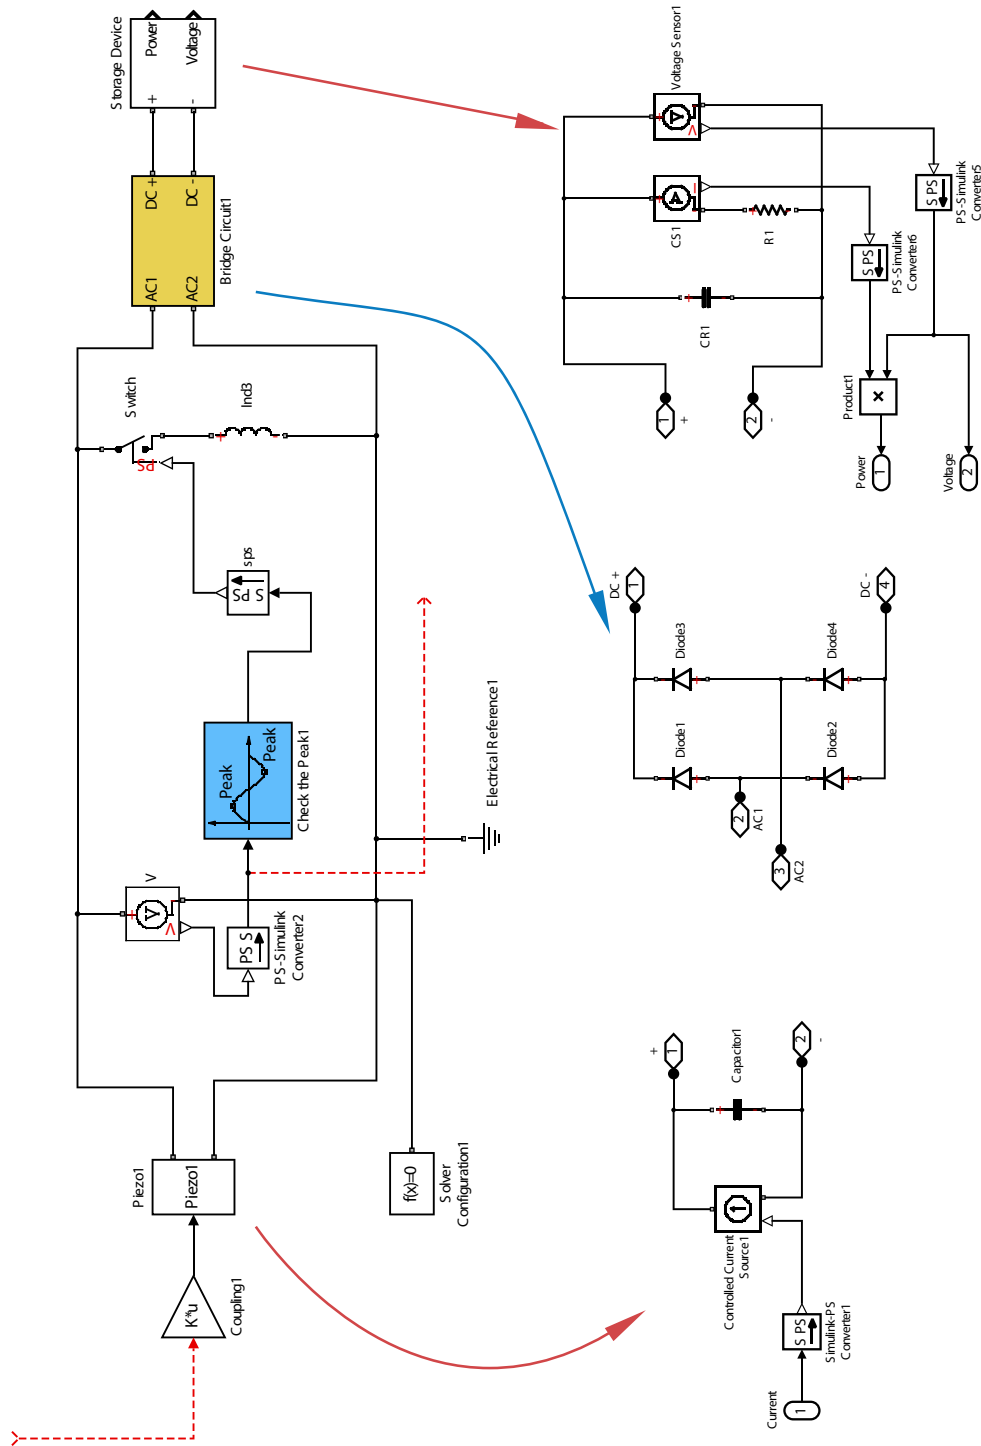 K*u
Coupling1
Piezo1
Piezo1
f(x)=0
Solver
Configuration1
V
V
V
+
PS S
PS-Simulink
Converter2
Peak
Peak
Check the Peak1
Electrical Reference1
S PS
sps
Switch
PS
Ind3
+
-
AC1
AC2
DC +
DC -
Bridge Circuit1
+
-
Power
Voltage
Storage Device
Current
1
S PS
Simulink-PS
Converter1
Controlled Current
Source1
Capacitor1
+
-
1
+
2
-
AC2
3
AC1
2
Diode1
Diode2
Diode3
Diode4
DC +
1
DC -
4
1
+
2
-
CR1
+
-
CS1
A
I
R1
+
Voltage Sensor1
V
V
+
S PS
PS-Simulink
Converter6
S PS
PS-Simulink
Converter5
Product1
×
Power
1
Voltage
2